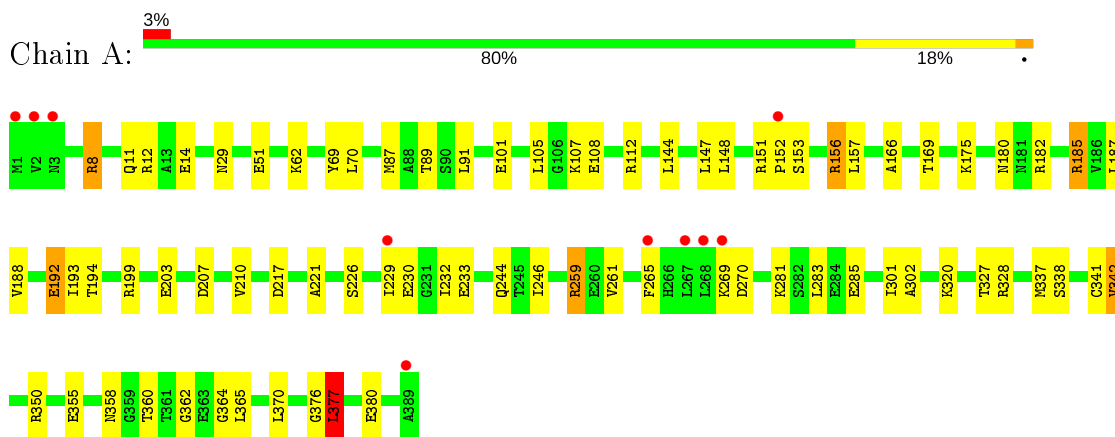 3%
Chain A:
80% 18% •
M1 V2 N3 R8 Q11 R12 A13 E14 N29 E51 K62 Y69 L70 M87 A88 T89 S90 L91 E101 L105 G106 K107 E108 R112 L144 L147 L148 R151 P152 S153 R156 L157 A166 T169 K175 N180 N181 R182 R185 V186 L187
V188 E192 I193 T194 R199 E203 D207 V210 D217 A221 S226 I229 E230 G231 I232 E233 Q244 T245 I246 R259 E260 V261 F265 H266 L267 L268 K269 D270 K281 S282 L283 E284 E285 I301 A302 K320 T327 R328 M337 S338 C341 V342
R350 E355 N358 G359 T360 T361 G362 E363 G364 L365 L370 G376 L377 E380 A389